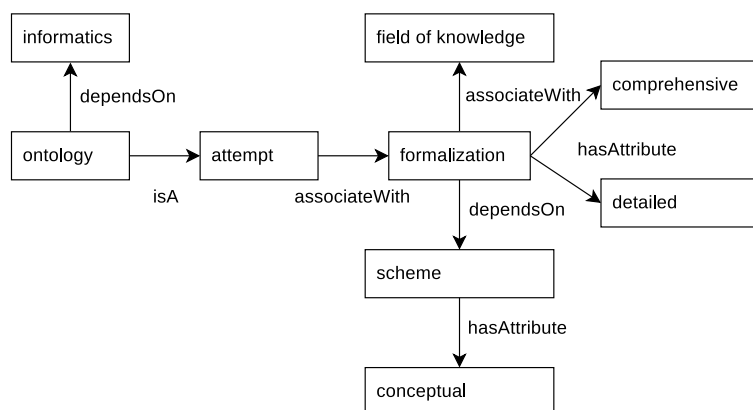 informatics
field of knowledge
dependsOn
associateWith
comprehensive
ontology
attempt
formalization
hasAttribute
isA
associateWith
dependsOn
detailed
scheme
hasAttribute
conceptual